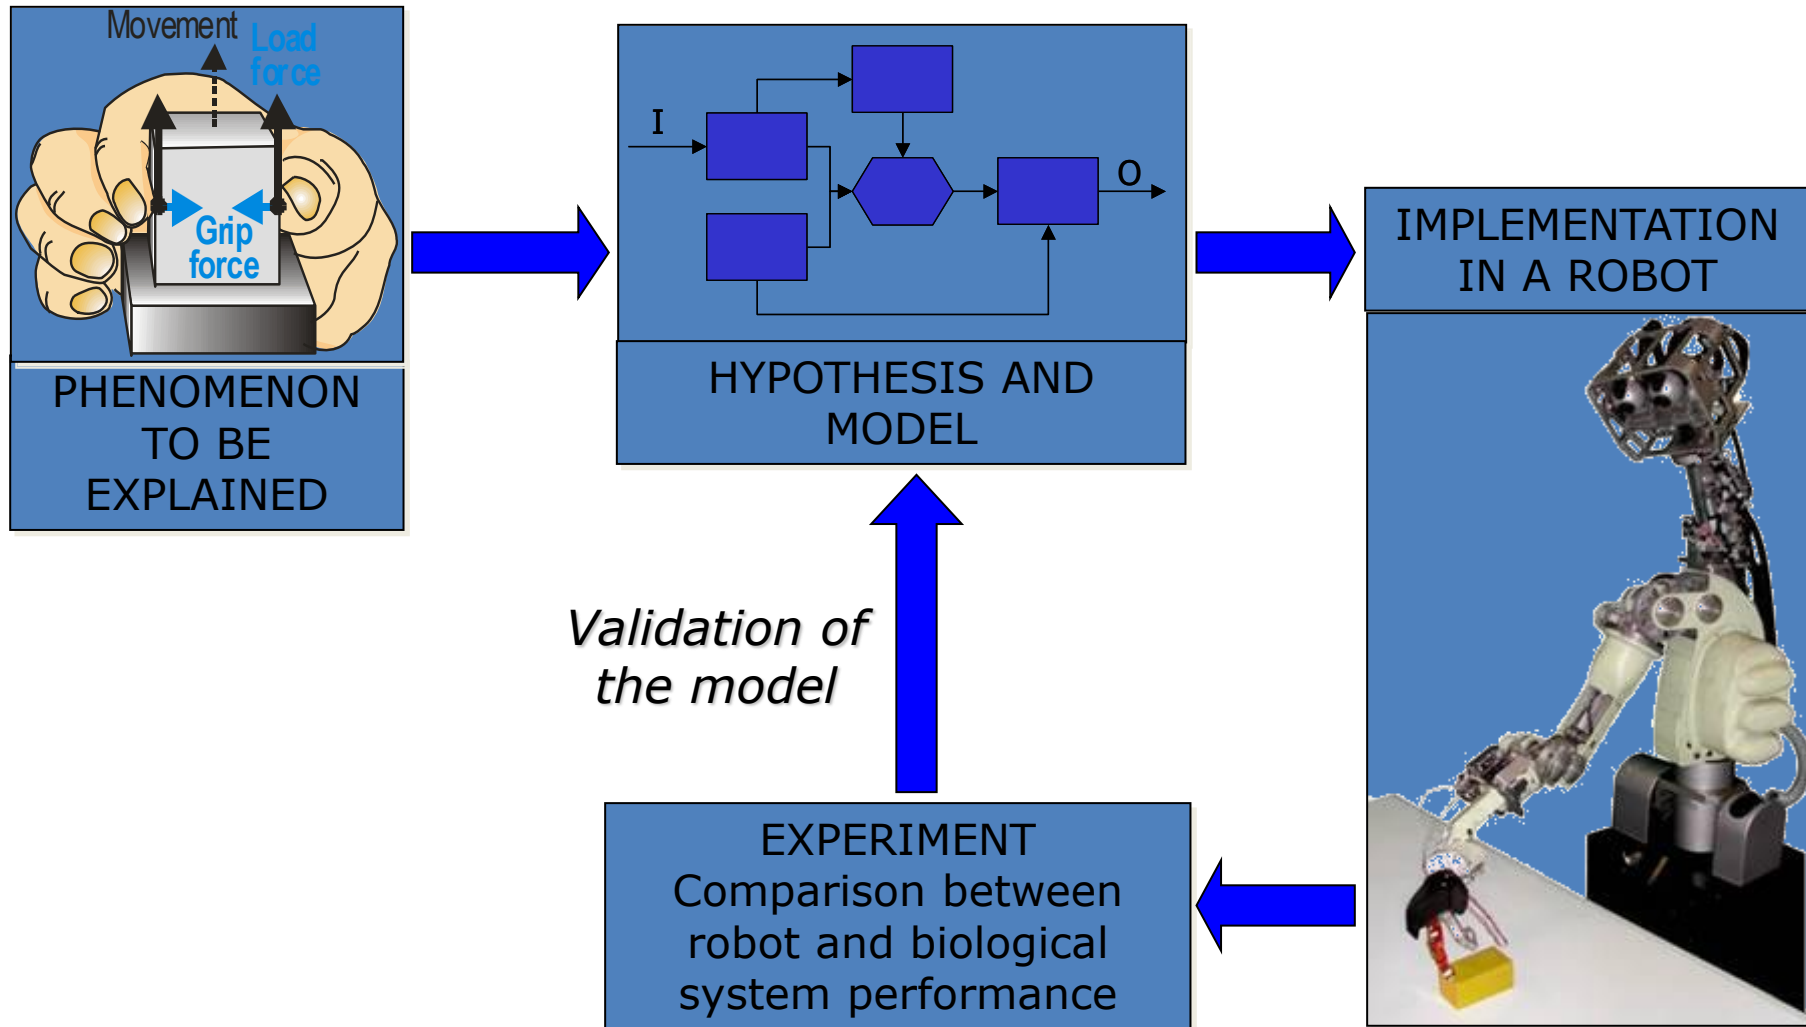 Movement
Load
force
Grip
force
PHENOMENON
TO BE
EXPLAINED
I
O
HYPOTHESIS AND
MODEL
IMPLEMENTATION
IN A ROBOT
Validation of
the model
EXPERIMENT
Comparison between
robot and biological
system performance